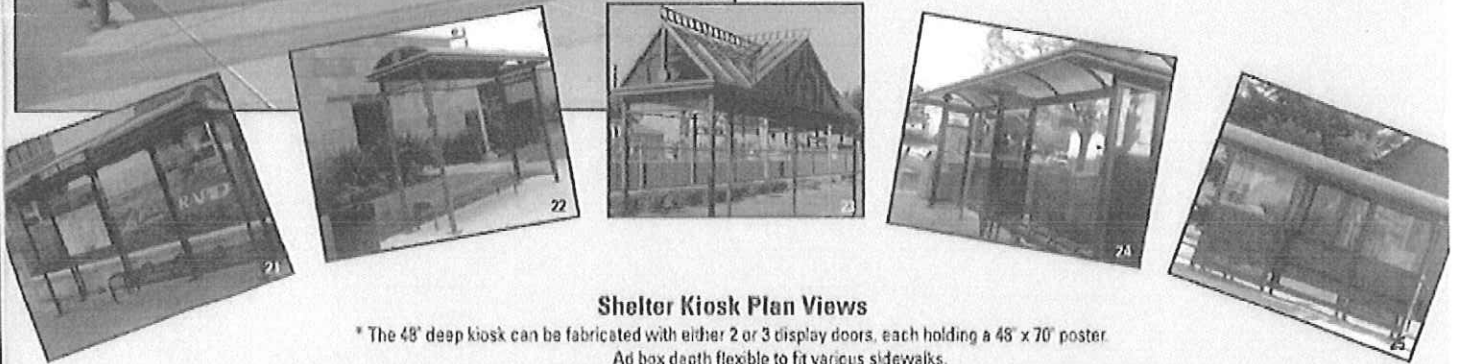 RAPID
21
22
23
24
25
Shelter Kiosk Plan Views
* The 48" deep kiosk can be fabricated with either 2 or 3 display doors, each holding a 48" x 70" poster.
Ad box depth flexible to fit various sidewalks.